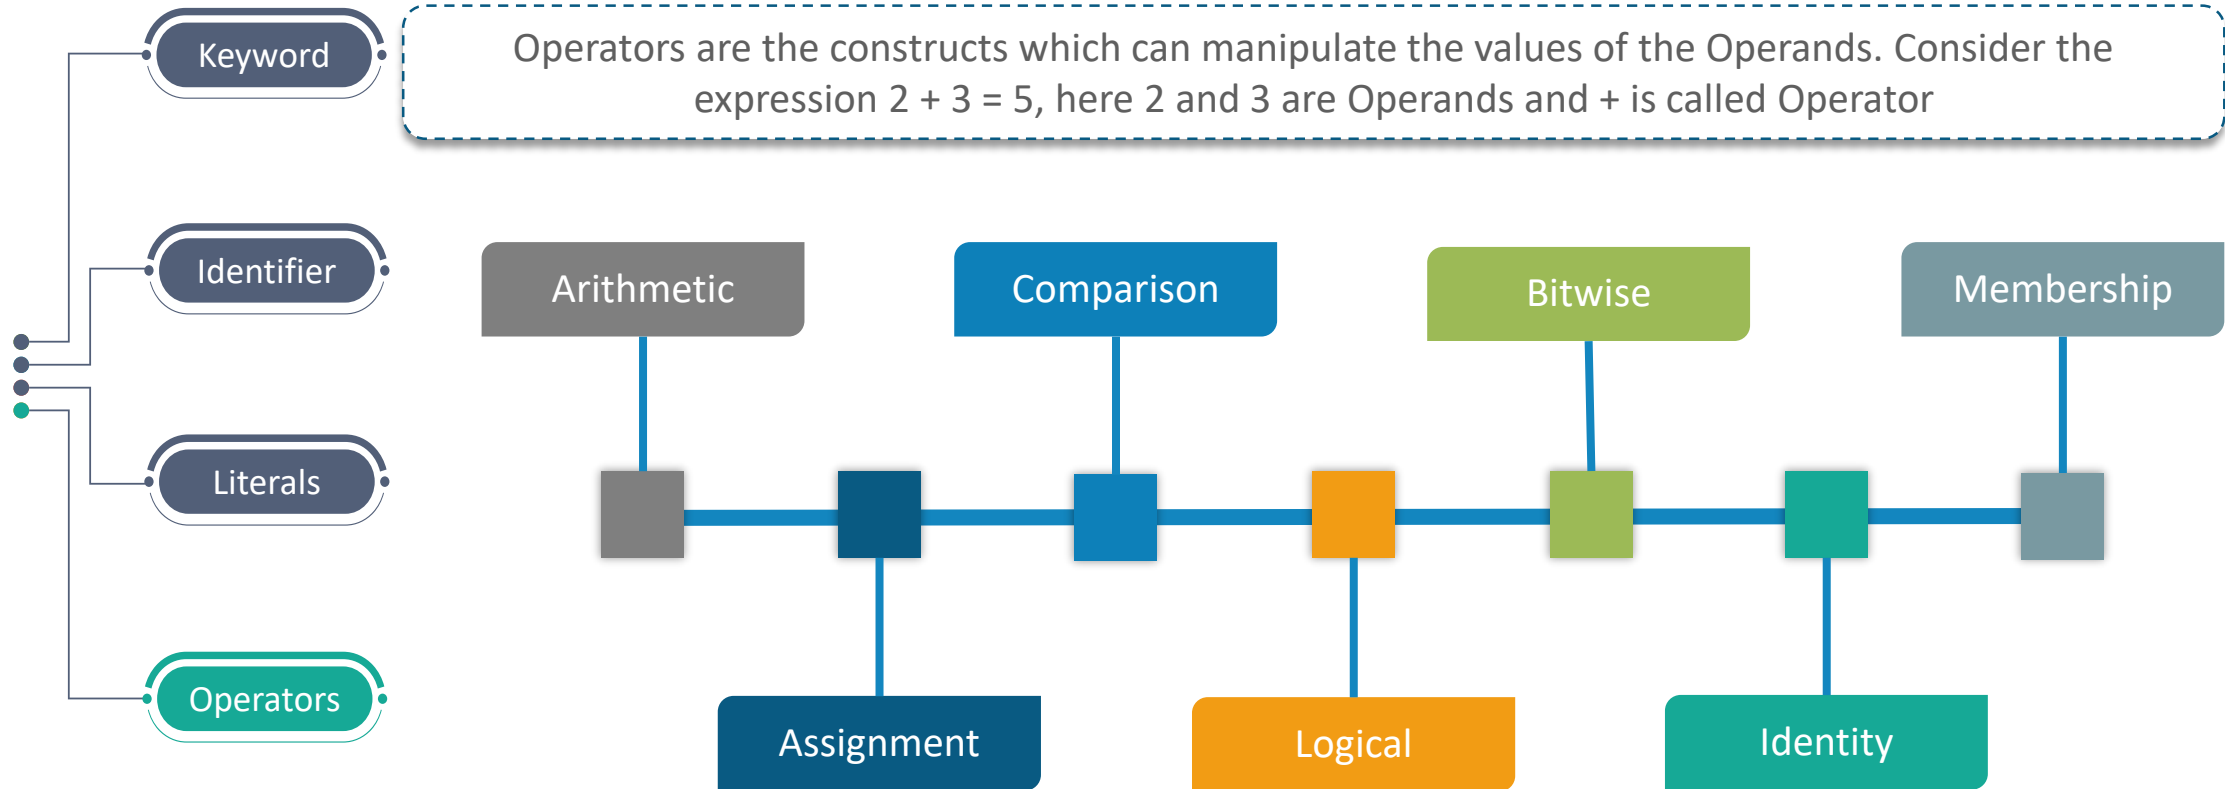 Keyword
Operators are the constructs which can manipulate the values of the Operands. Consider the
expression 2 + 3 = 5, here 2 and 3 are Operands and + is called Operator
Identifier
Literals
Operators
Arithmetic
Comparison
Bitwise
Membership
Assignment
Logical
Identity